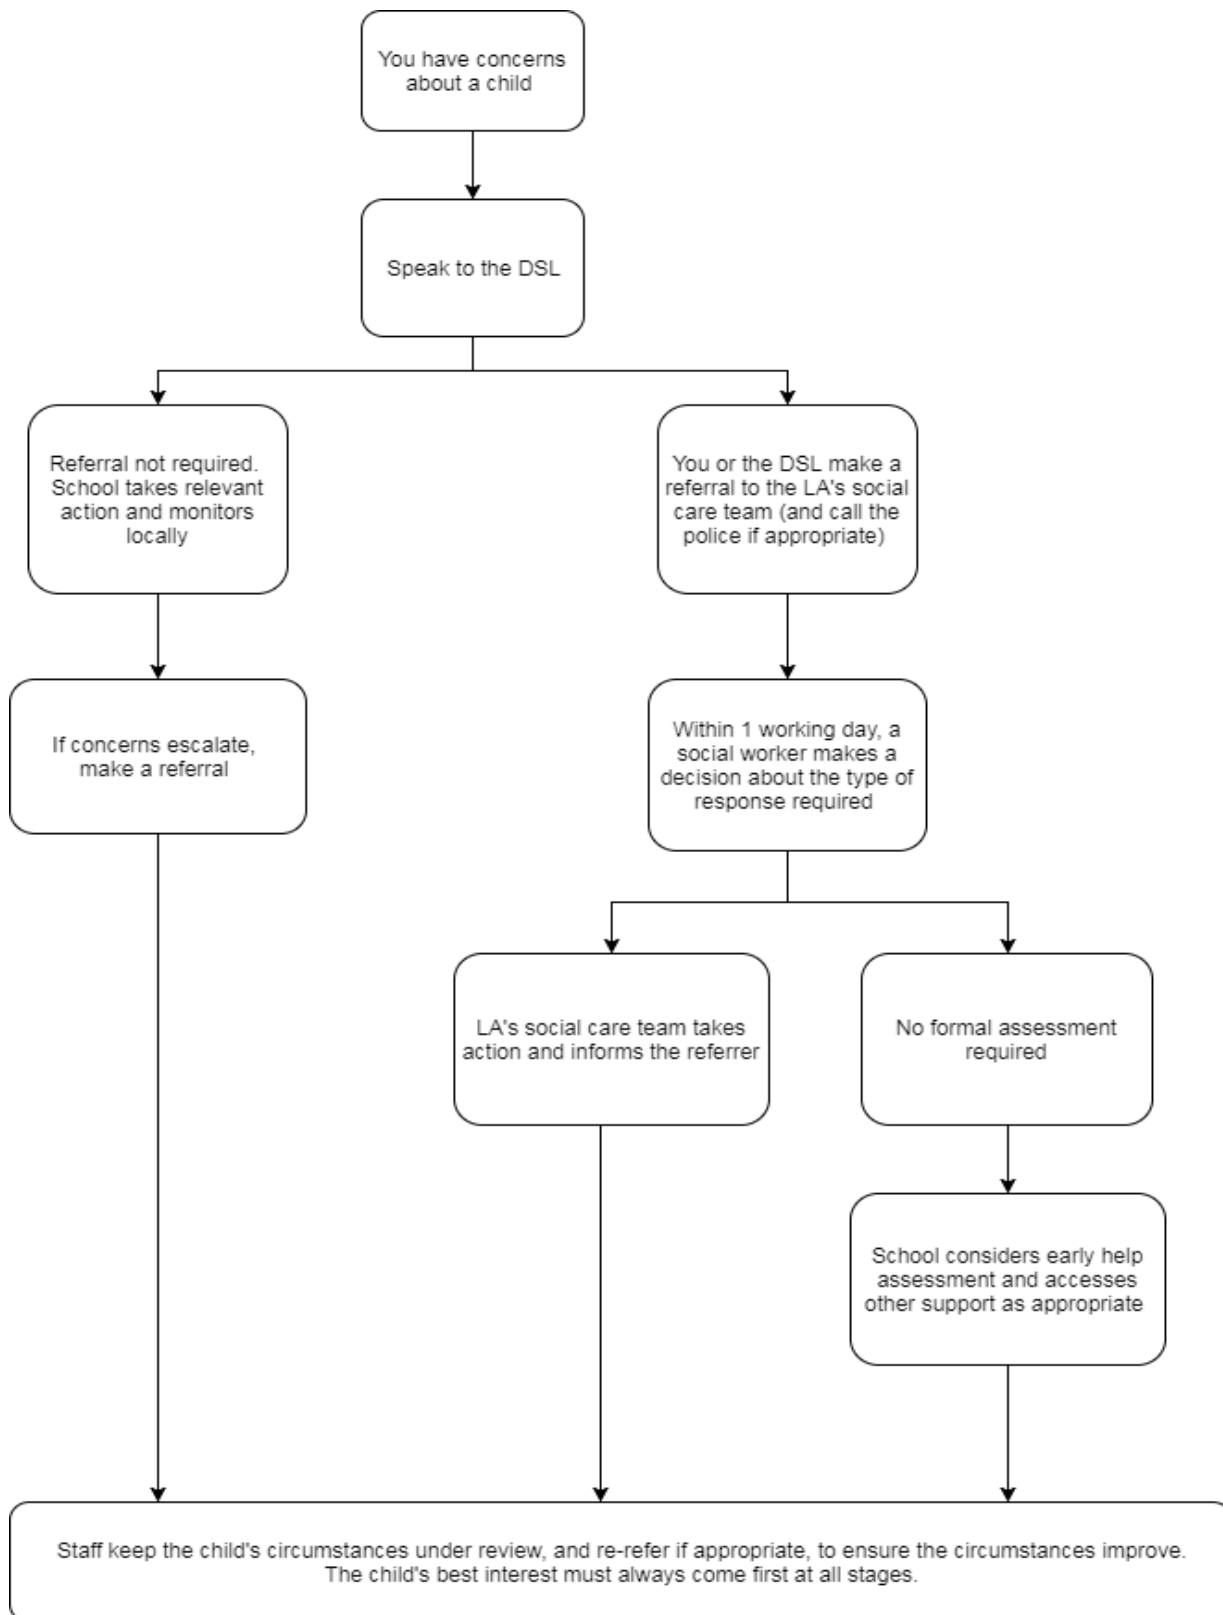 You have concerns
about a child
Speak to the DSL
Referral not required.
School takes relevant
action and monitors
locally
You or the DSL make a
referral to the LA's social
care team (and call the
police if appropriate)
If concerns escalate,
make a referral
Within 1 working day, a
social worker makes a
decision about the type of
response required
LA's social care team takes
action and informs the referrer
No formal assessment
required
School considers early help
assessment and accesses
other support as appropriate
Staff keep the child's circumstances under review, and re-refer if appropriate, to ensure the circumstances improve.
The child's best interest must always come first at all stages.